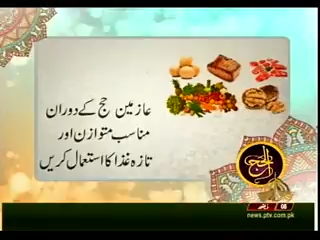 عازمین حج کے دوران
مناسب متوازن اور
تازہ غذا کا استعمال کریں
news.ptv.com.pk